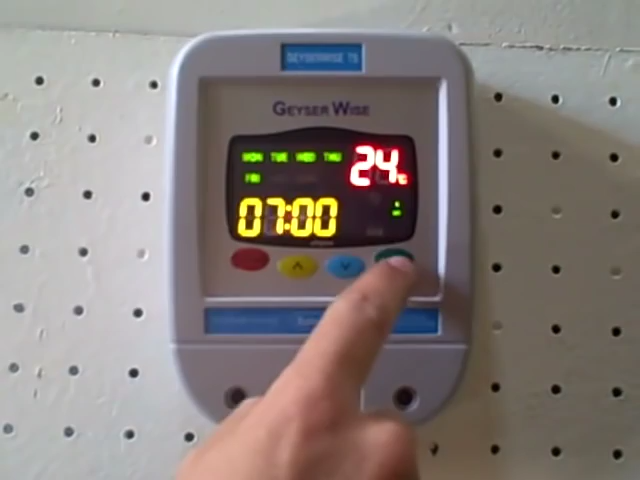 GEYSERWISE TS
GEYSER WISE
MON TUE WED THU 24°C
FRI
07:00